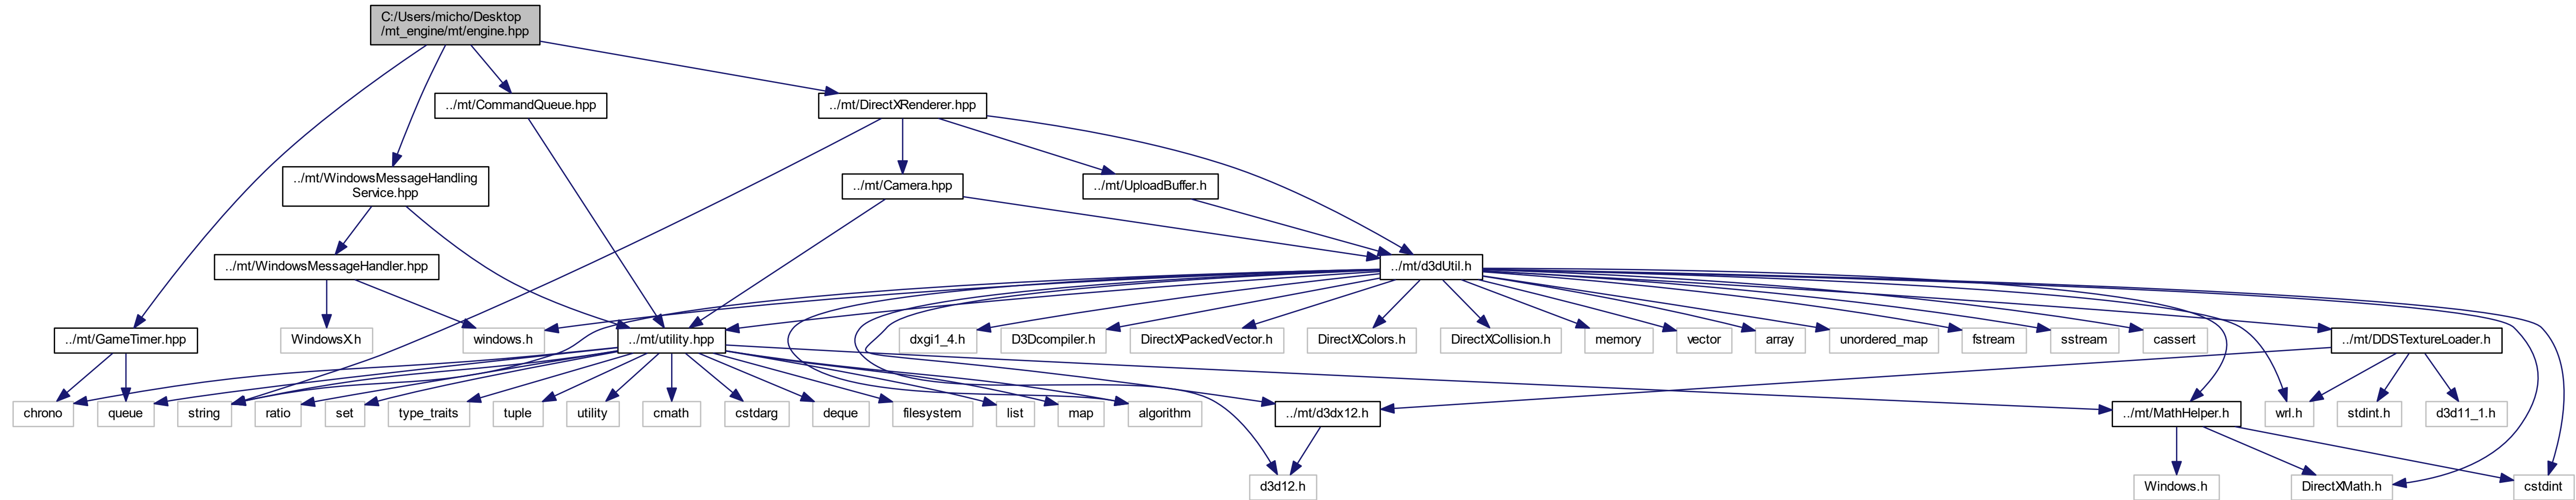 C:/Users/micho/Desktop
/mt_engine/mt/engine.hpp
../mt/CommandQueue.hpp
../mt/DirectXRenderer.hpp
../mt/WindowsMessageHandling
Service.hpp
../mt/Camera.hpp
../mt/UploadBuffer.h
../mt/WindowsMessageHandler.hpp
../mt/d3dUtil.h
../mt/GameTimer.hpp
WindowsX.h
windows.h
../mt/utility.hpp
dxgi1_4.h
D3Dcompiler.h
DirectXPackedVector.h
DirectXColors.h
DirectXCollision.h
memory
vector
array
unordered_map
fstream
sstream
cassert
../mt/DDSTextureLoader.h
chrono
queue
string
ratio
set
type_traits
tuple
utility
cmath
cstdarg
deque
filesystem
list
map
algorithm
../mt/d3dx12.h
../mt/MathHelper.h
wrl.h
stdint.h
d3d11_1.h
d3d12.h
Windows.h
DirectXMath.h
cstdint